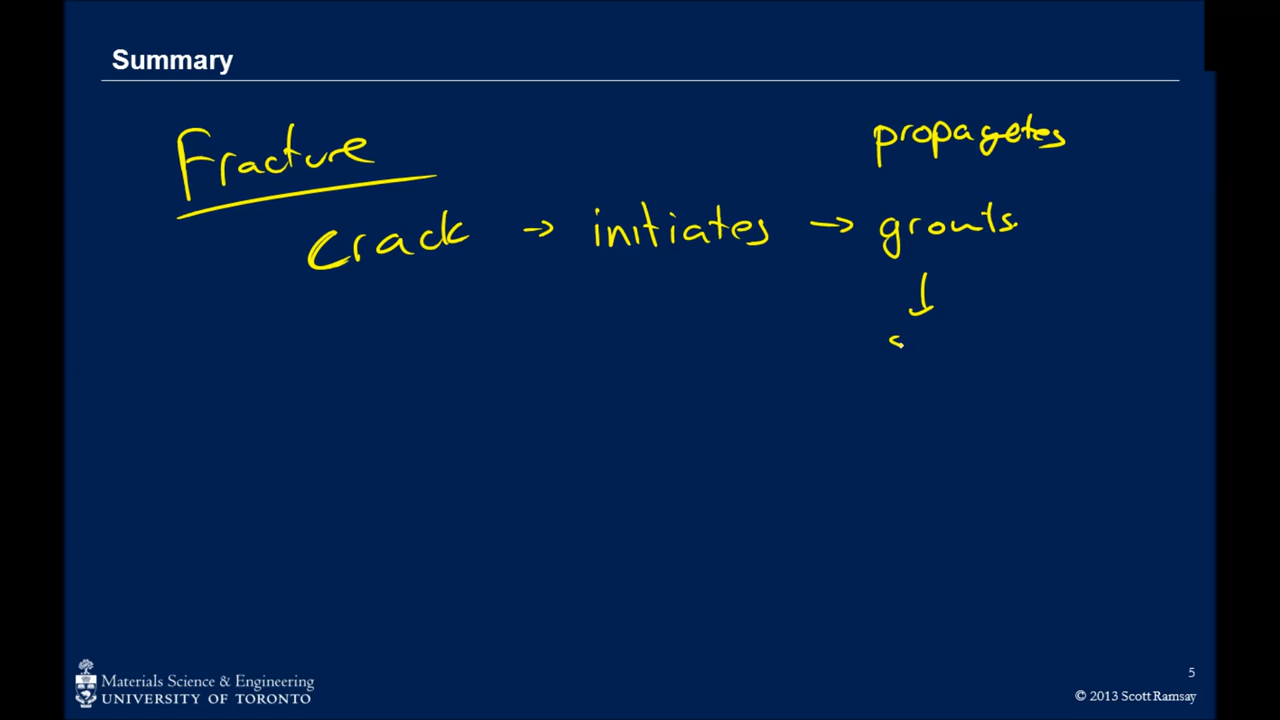 Summary
Fracture
propagates
crack → initiates → grows.
↓
Materials Science & Engineering
UNIVERSITY OF TORONTO
5
© 2013 Scott Ramsay